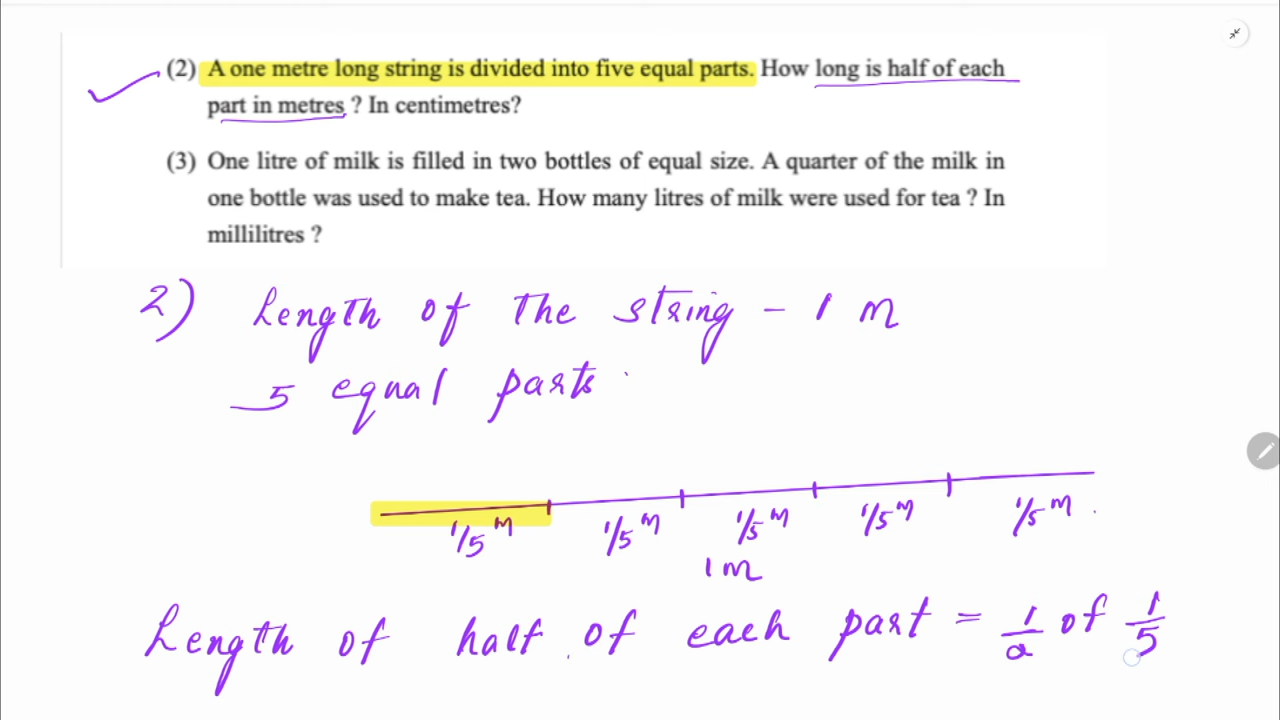 (2) A one metre long string is divided into five equal parts. How long is half of each
part in metres ? In centimetres?
(3) One litre of milk is filled in two bottles of equal size. A quarter of the milk in
one bottle was used to make tea. How many litres of milk were used for tea ? In
millilitres ?
2) Length of the string - 1 m
5 equal parts.
1/5 m 1/5 m 1/5 m 1/5 m 1/5 m
1 m
Length of half of each part = 1/2 of 1/5